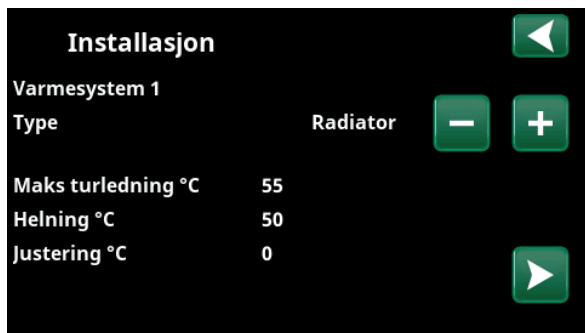 Installasjon
Varmesystem 1
Type Radiator
Maks turledning °C 55
Helning °C 50
Justering °C 0